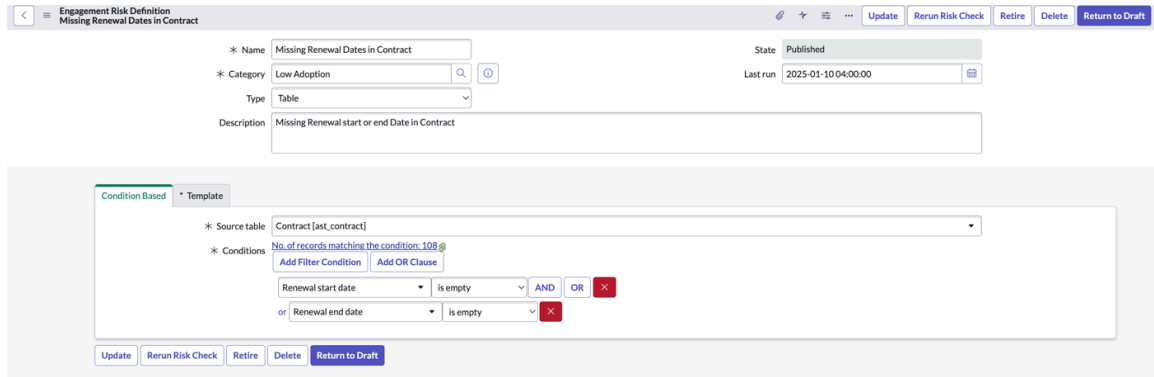 Engagement Risk Definition
Missing Renewal Dates in Contract
Update
Rerun Risk Check
Retire
Delete
Return to Draft
Name
Missing Renewal Dates in Contract
State
Published
Category
Low Adoption
Last run
2025-01-10 04:00:00
Type
Table
Description
Missing Renewal start or end Date in Contract
Condition Based
* Template
Source table
Contract [ast_contract]
Conditions
No. of records matching the condition: 108
Add Filter Condition
Add OR Clause
Renewal start date
is empty
AND
OR
or
Renewal end date
is empty
Update
Rerun Risk Check
Retire
Delete
Return to Draft